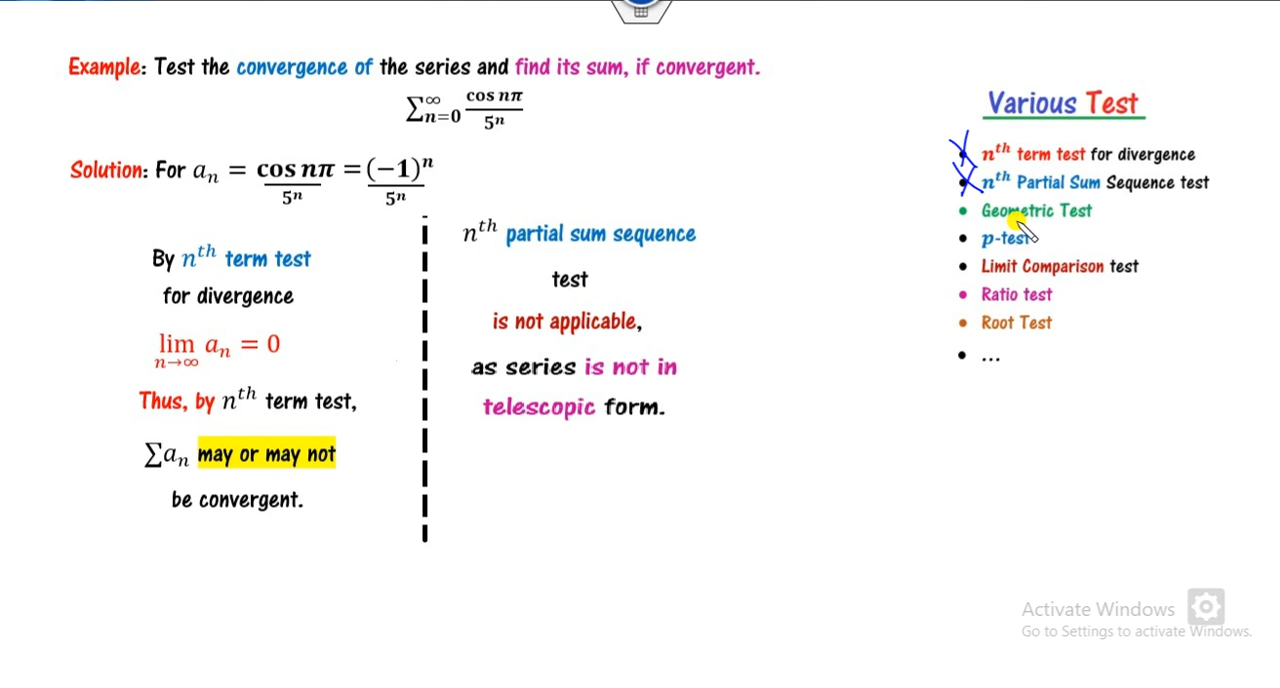 Example: Test the convergence of the series and find its sum, if convergent.
∑_{n=0}^{∞} cos nπ / 5^n
Solution: For a_n = cos nπ / 5^n = (−1)^n / 5^n
By n^{th} term test
for divergence
lim_{n→∞} a_n = 0
Thus, by n^{th} term test,
∑a_n may or may not
be convergent.
n^{th} partial sum sequence
test
is not applicable,
as series is not in
telescopic form.
Various Test
• n^{th} term test for divergence
• n^{th} Partial Sum Sequence test
• Geometric Test
• p-test
• Limit Comparison test
• Ratio test
• Root Test
• ...
Activate Windows
Go to Settings to activate Windows.